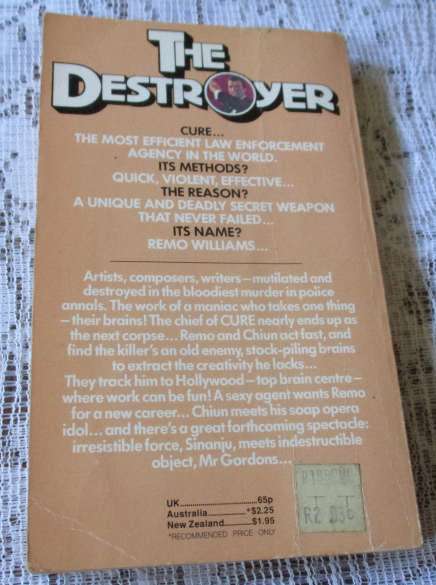 THE
DESTROYER
CURE...
THE MOST EFFICIENT LAW ENFORCEMENT
AGENCY IN THE WORLD.
ITS METHODS?
QUICK, VIOLENT, EFFECTIVE...
THE REASON?
A UNIQUE AND DEADLY SECRET WEAPON
THAT NEVER FAILED...
ITS NAME?
REMO WILLIAMS...
Artists, composers, writers—mutilated and
destroyed in the bloodiest murder in police
annals. The work of a maniac who takes one thing
—their brains! The chief of CURE nearly ends up as
the next corpse... Remo and Chiun act fast, and
find the killer's an old enemy, stock-piling brains
to extract the creativity he lacks...
They track him to Hollywood—top brain centre—
where work can be fun! A sexy agent wants Remo
for a new career... Chiun meets his soap opera
idol... and there's a great forthcoming spectacle:
irresistible force, Sinanju, meets indestructible
object, Mr Gordons...
UK..............................65p
Australia..............*$2.25
New Zealand..........$1.95
*RECOMMENDED PRICE ONLY
R2